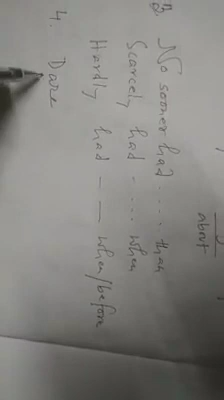 No sooner had ..... than
Scarcely had ..... when
Hardly had - - when/before
4. Dare
about